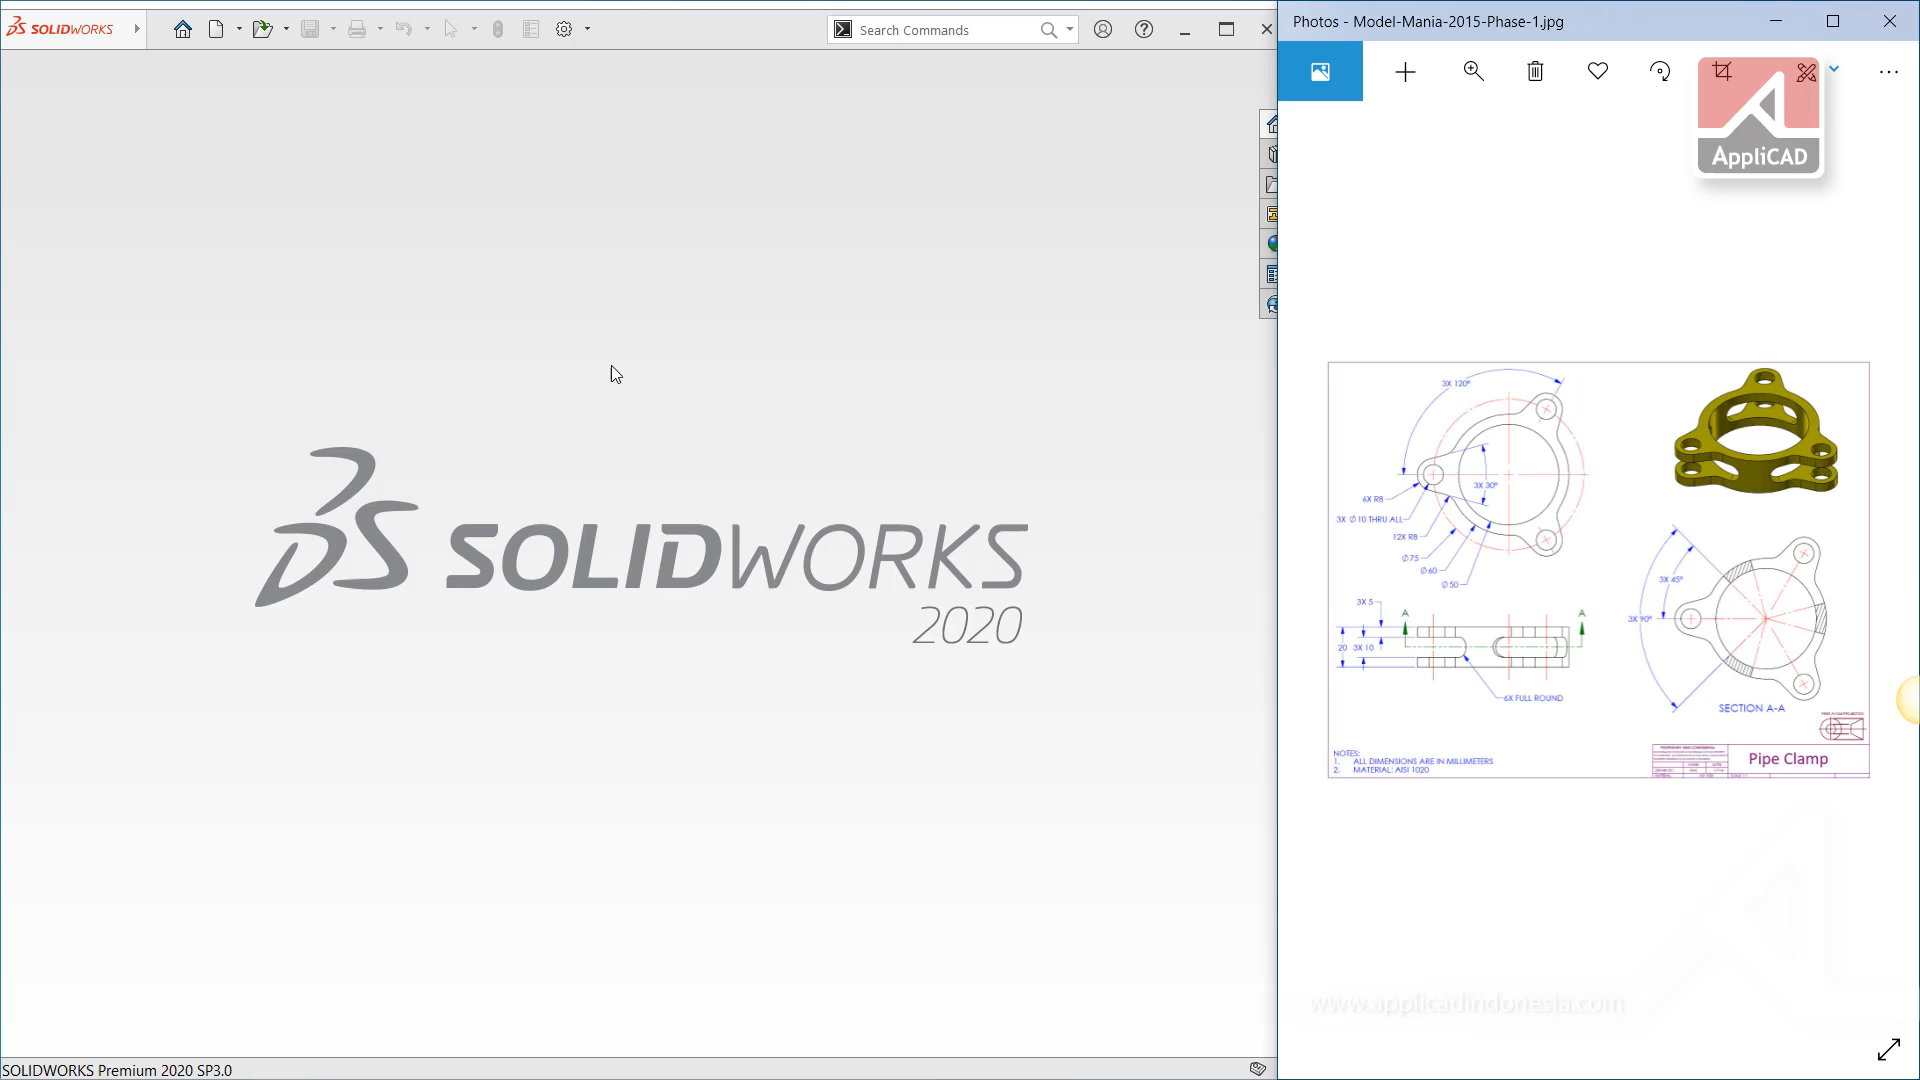 SOLIDWORKS
Search Commands
Photos - Model-Mania-2015-Phase-1.jpg
AppliCAD
SOLIDWORKS
2020
3X 120°
3X 30°
6X R8
3X Ø10 THRU ALL
12X R8
Ø75
Ø60
Ø50
3X 5
A
A
20
3X 10
6X FULL ROUND
3X 45°
3X 90°
SECTION A-A
Pipe Clamp
NOTES:
1. ALL DIMENSIONS ARE IN MILLIMETERS
2. MATERIAL: AISI 1020
www.applicadindonesia.com
SOLIDWORKS Premium 2020 SP3.0